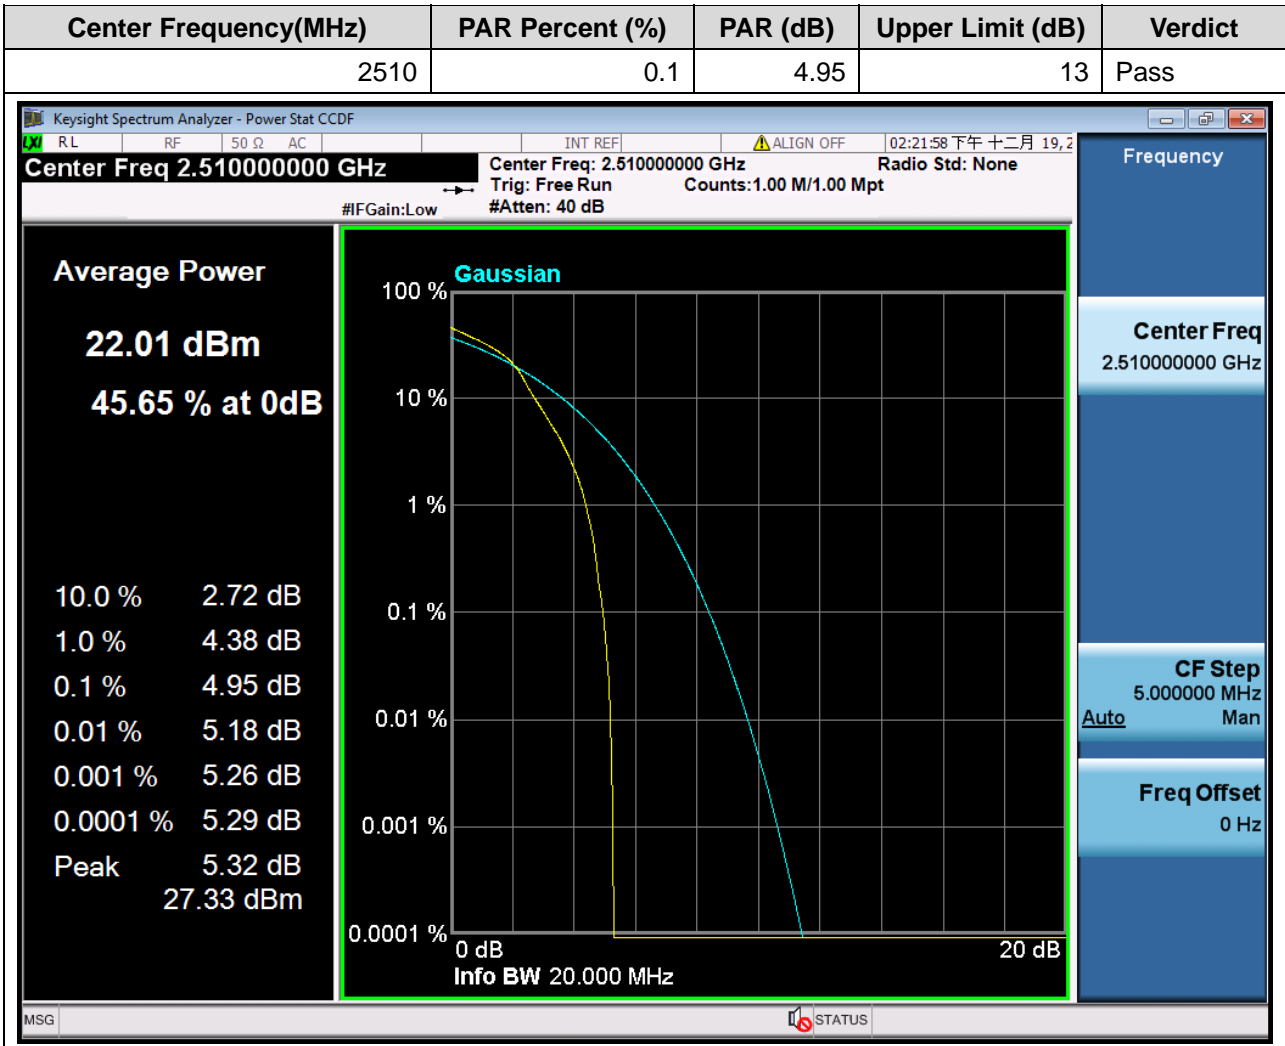 Center Frequency(MHz) PAR Percent (%) PAR (dB) Upper Limit (dB) Verdict
2510 0.1 4.95 13 Pass
Keysight Spectrum Analyzer - Power Stat CCDF
LXI RL RF 50 Ω AC INT REF ALIGN OFF 02:21:58 下午 十二月 19, 2
Center Freq 2.510000000 GHz
#IFGain:Low
Center Freq: 2.510000000 GHz Radio Std: None
Trig: Free Run Counts:1.00 M/1.00 Mpt
#Atten: 40 dB
Average Power
22.01 dBm
45.65 % at 0dB
10.0 % 2.72 dB
1.0 % 4.38 dB
0.1 % 4.95 dB
0.01 % 5.18 dB
0.001 % 5.26 dB
0.0001 % 5.29 dB
Peak 5.32 dB
27.33 dBm
Gaussian
100 %
10 %
1 %
0.1 %
0.01 %
0.001 %
0.0001 %
0 dB 20 dB
Info BW 20.000 MHz
Frequency
Center Freq
2.510000000 GHz
CF Step
5.000000 MHz
Auto Man
Freq Offset
0 Hz
MSG STATUS